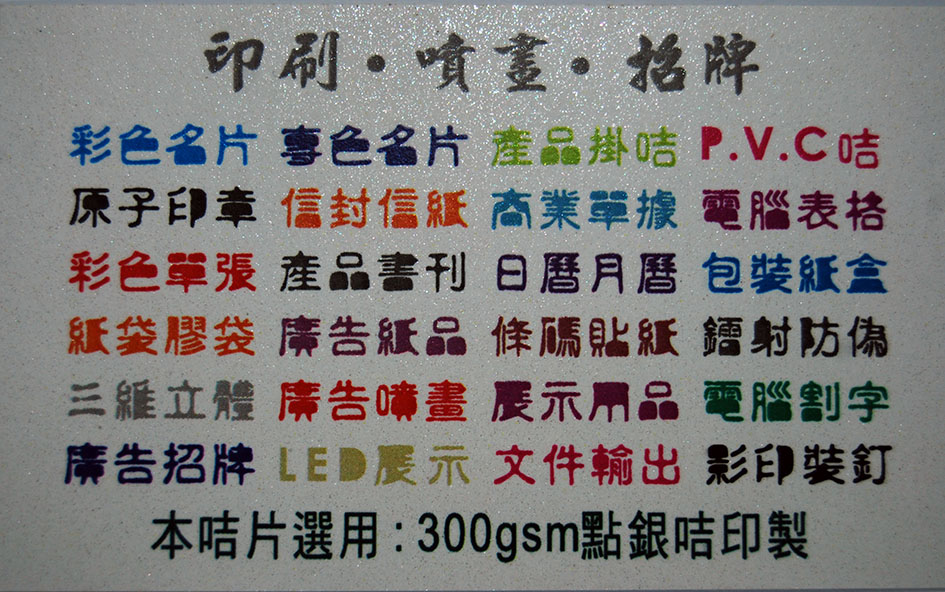 印刷•噴畫•招牌
彩色名片 專色名片 產品掛咭 P.V.C咭
原子印章 信封信紙 商業單據 電腦表格
彩色單張 產品書刊 日曆月曆 包裝紙盒
紙袋膠袋 廣告紙品 條碼貼紙 鐳射防偽
三維立體 廣告噴畫 展示用品 電腦割字
廣告招牌 LED展示 文件輸出 影印裝釘
本咭片選用:300gsm點銀咭印製